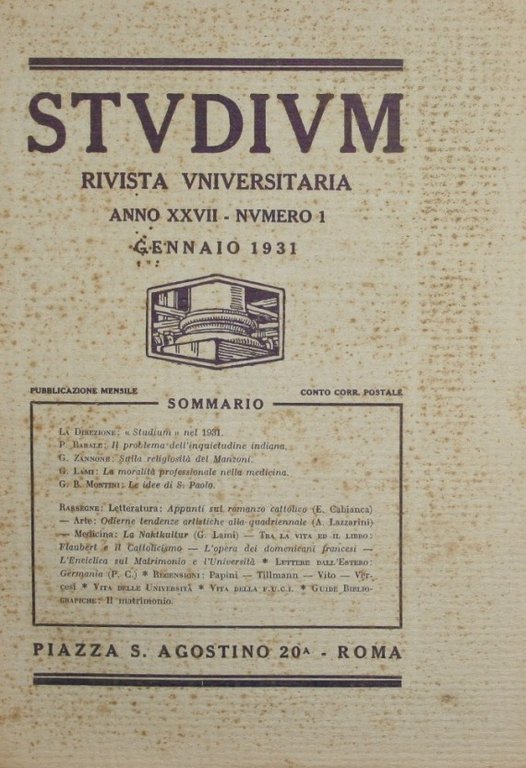 STVDIVM
RIVISTA VNIVERSITARIA
ANNO XXVII - NVMERO 1
GENNAIO 1931
PUBBLICAZIONE MENSILE CONTO CORR. POSTALE
SOMMARIO
LA DIREZIONE: « Studium » nel 1931.
P. BARALE: Il problema dell'inquietudine indiana.
G. ZANNONE: Sulla religiosità del Manzoni.
G. LAMI: La moralità professionale nella medicina.
G. B. MONTINI: Le idee di S. Paolo.
RASSEGNE: Letteratura: Appunti sul romanzo cattolico (E. Cabianca)
— Arte: Odierne tendenze artistiche alla quadriennale (A. Lazzarini)
— Medicina: La Naktkultur (G. Lami) — TRA LA VITA ED IL LIBRO:
Flaubert e il Cattolicismo — L'opera dei domenicani francesi —
L'Enciclica sul Matrimonio e l'Università * LETTERE DALL'ESTERO:
Germania (P. C.) * RECENSIONI: Papini — Tillmann — Vito — Ver-
cesi * VITA DELLE UNIVERSITÀ * VITA DELLA F.U.C.I. * GUIDE BIBLIO-
GRAFICHE: Il matrimonio.
PIAZZA S. AGOSTINO 20A - ROMA